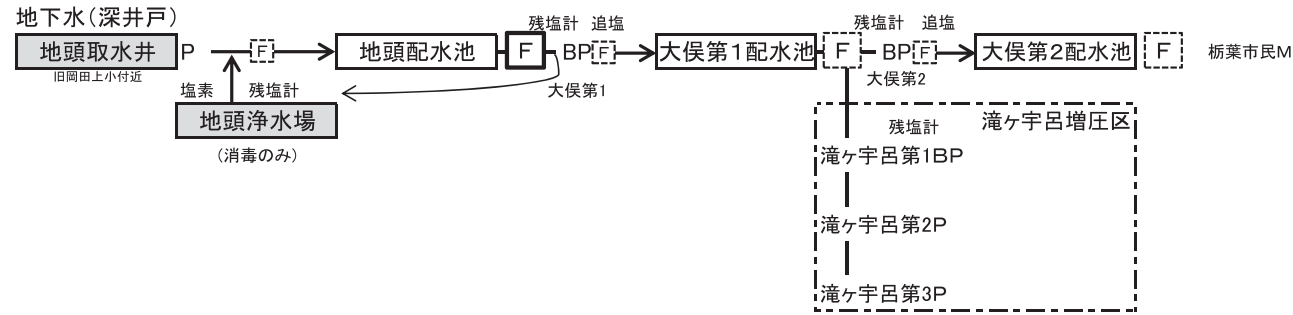 地下水(深井戸)
地頭取水井 P F 地頭配水池 F BP F 大俣第1配水池 F BP F 大俣第2配水池 F 栃葉市民M
残塩計 追塩
残塩計 追塩
旧岡田上小付近
大俣第1
大俣第2
塩素 残塩計
地頭浄水場
(消毒のみ)
滝ヶ宇呂増圧区
残塩計
滝ヶ宇呂第1BP
滝ヶ宇呂第2P
滝ヶ宇呂第3P